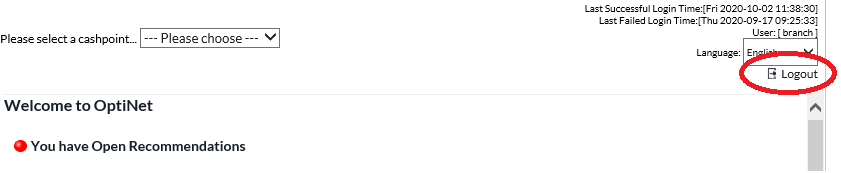 Last Successful Login Time:[Fri 2020-10-02 11:38:30]
Last Failed Login Time:[Thu 2020-09-17 09:25:33]
User: [ branch ]
Please select a cashpoint... --- Please choose ---
Language: English
Logout
Welcome to OptiNet
You have Open Recommendations